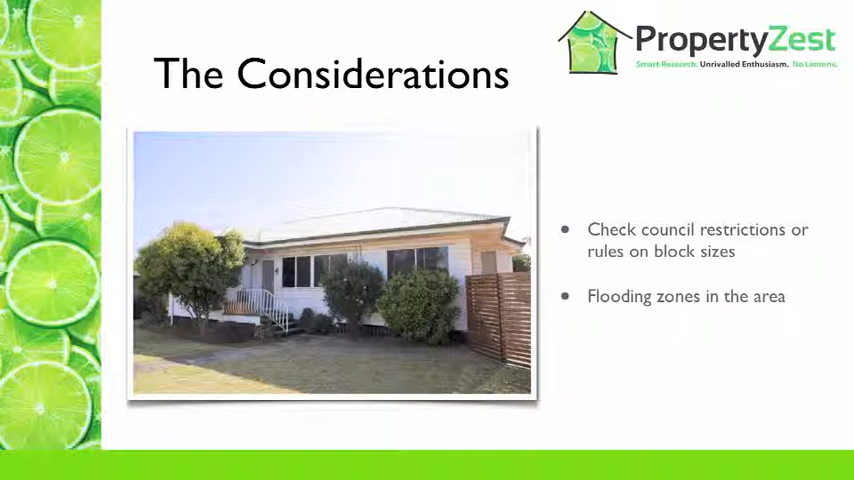 PropertyZest
Smart Research. Unrivalled Enthusiasm. No Lemons.
The Considerations
• Check council restrictions or
rules on block sizes
• Flooding zones in the area